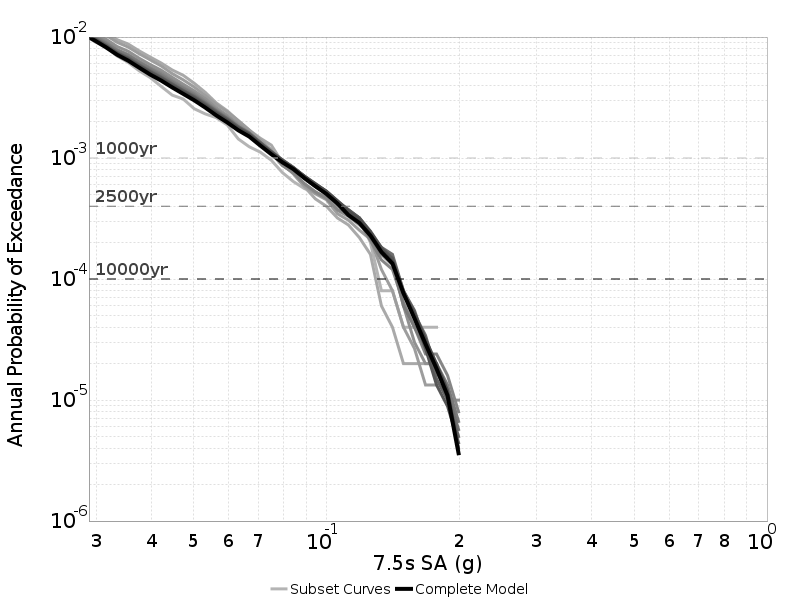 10-2
10-3
10-4
10-5
10-6
Annual Probability of Exceedance
1000yr
2500yr
10000yr
3 4 5 6 7 10-1 2 3 4 5 6 7 8 100
7.5s SA (g)
Subset Curves Complete Model